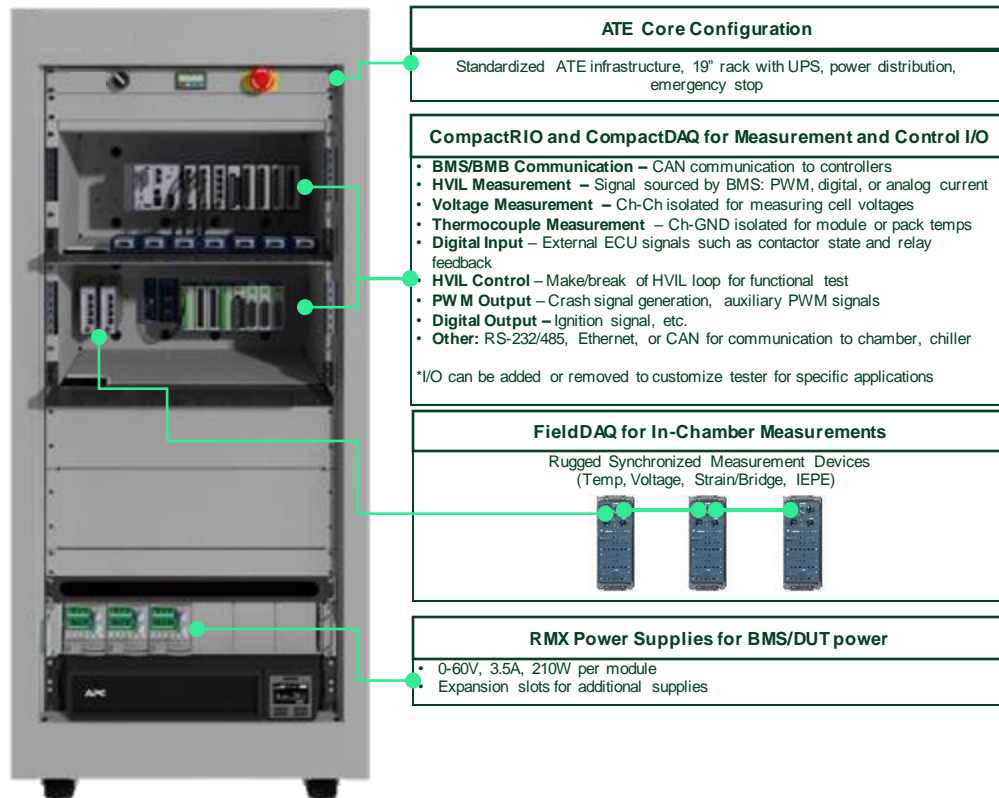 ATE Core Configuration
Standardized ATE infrastructure, 19” rack with UPS, power distribution,
emergency stop
CompactRIO and CompactDAQ for Measurement and Control I/O
• BMS/BMB Communication – CAN communication to controllers
• HVIL Measurement – Signal sourced by BMS: PWM, digital, or analog current
• Voltage Measurement – Ch-Ch isolated for measuring cell voltages
• Thermocouple Measurement – Ch-GND isolated for module or pack temps
• Digital Input – External ECU signals such as contactor state and relay
feedback
• HVIL Control – Make/break of HVIL loop for functional test
• PWM Output – Crash signal generation, auxiliary PWM signals
• Digital Output – Ignition signal, etc.
• Other: RS-232/485, Ethernet, or CAN for communication to chamber, chiller
*I/O can be added or removed to customize tester for specific applications
FieldDAQ for In-Chamber Measurements
Rugged Synchronized Measurement Devices
(Temp, Voltage, Strain/Bridge, IEPE)
RMX Power Supplies for BMS/DUT power
• 0-60V, 3.5A, 210W per module
• Expansion slots for additional supplies
APC